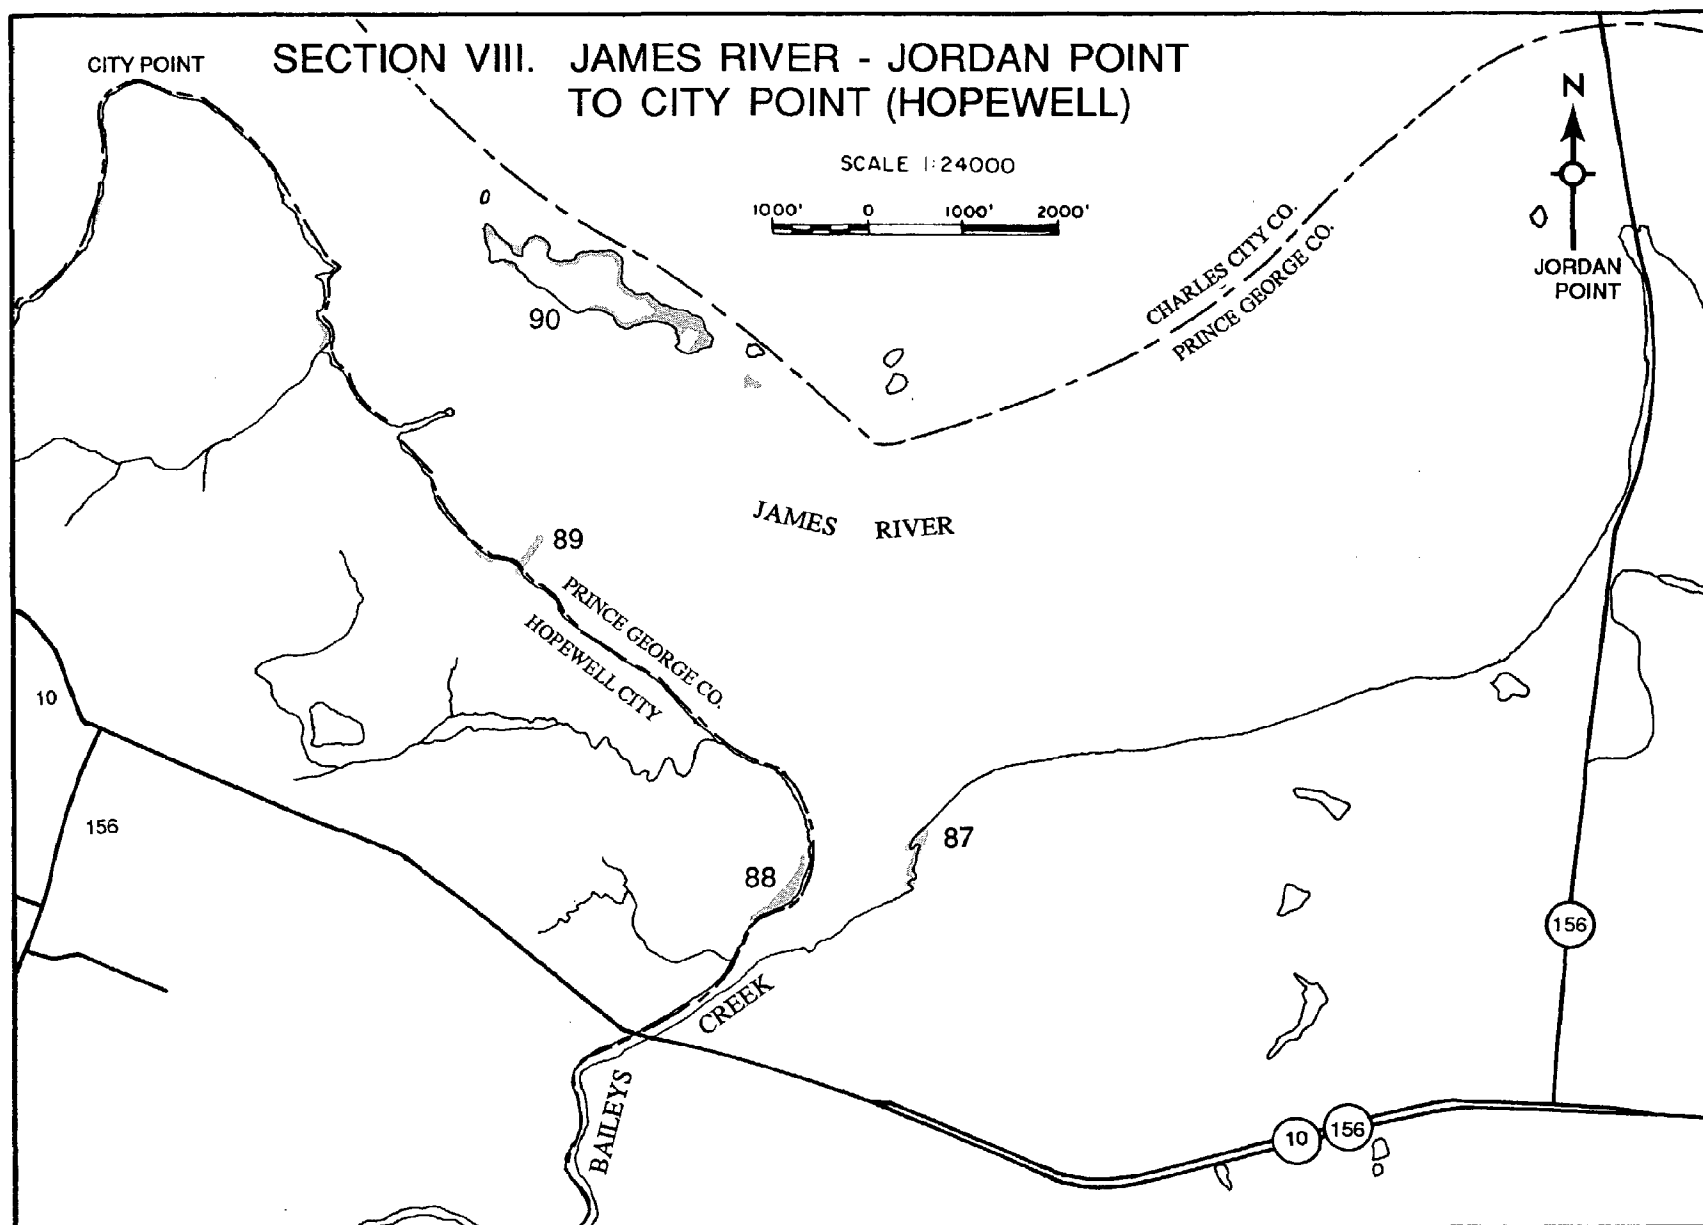 CITY POINT
SECTION VIII. JAMES RIVER - JORDAN POINT
TO CITY POINT (HOPEWELL)
SCALE 1:24000
1000' 0 1000' 2000'
N
JORDAN
POINT
CHARLES CITY CO.
PRINCE GEORGE CO.
90
JAMES RIVER
89
PRINCE GEORGE CO.
HOPEWELL CITY
10
156
87
88
156
CREEK
BAILEYS
10
156